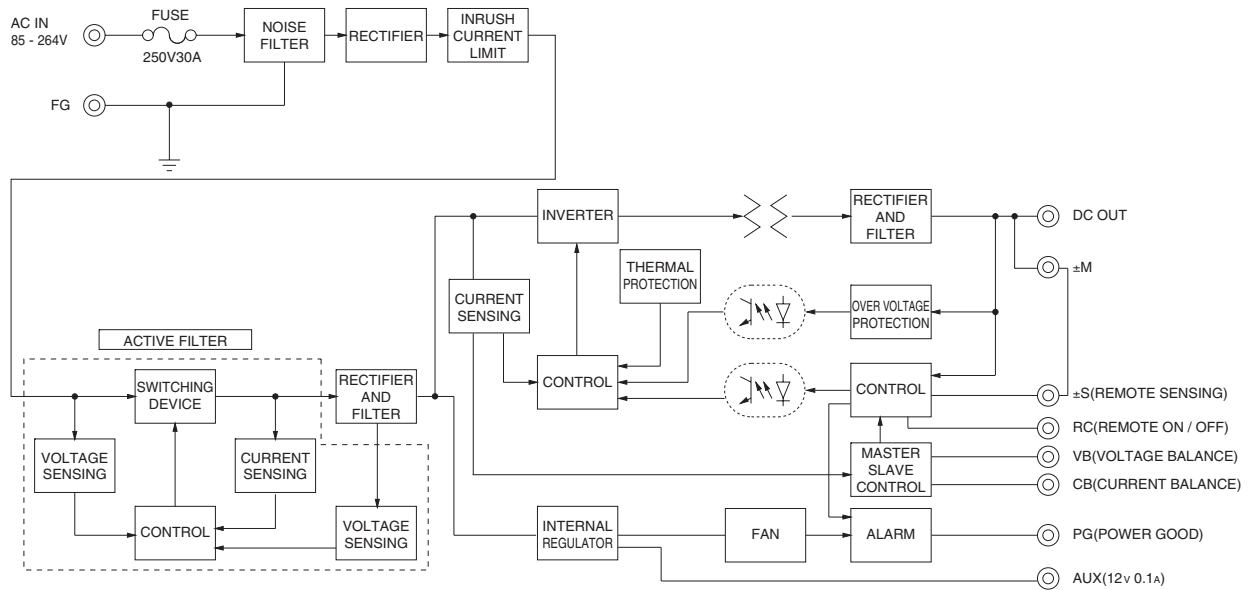 AC IN
85 - 264V
FUSE
250V30A
NOISE
FILTER
RECTIFIER
INRUSH
CURRENT
LIMIT
FG
INVERTER
RECTIFIER
AND
FILTER
DC OUT
±M
THERMAL
PROTECTION
CURRENT
SENSING
OVER VOLTAGE
PROTECTION
ACTIVE FILTER
SWITCHING
DEVICE
RECTIFIER
AND
FILTER
CONTROL
CONTROL
±S(REMOTE SENSING)
RC(REMOTE ON / OFF)
VOLTAGE
SENSING
CURRENT
SENSING
MASTER
SLAVE
CONTROL
VB(VOLTAGE BALANCE)
CB(CURRENT BALANCE)
CONTROL
VOLTAGE
SENSING
INTERNAL
REGULATOR
FAN
ALARM
PG(POWER GOOD)
AUX(12V 0.1A)